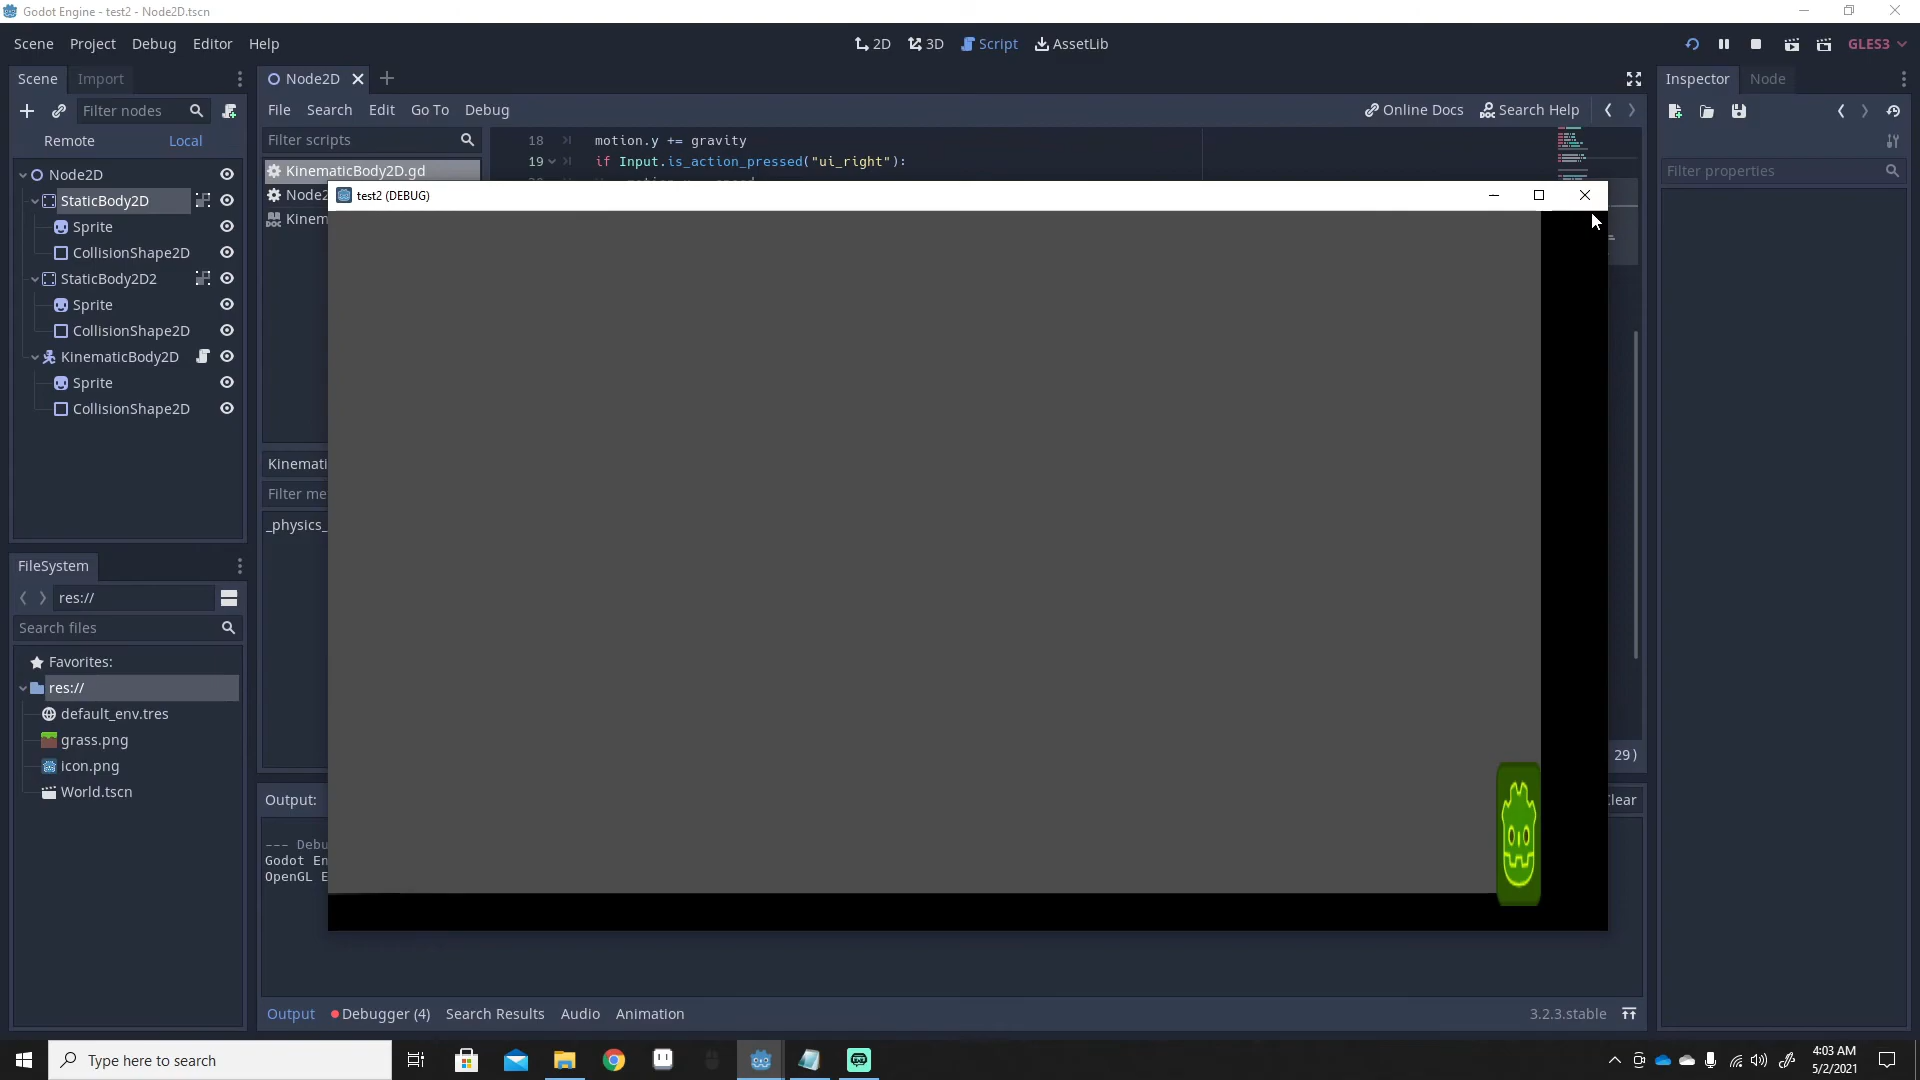 Godot Engine - test2 - Node2D.tscn
Scene Project Debug Editor Help
2D 3D Script AssetLib
GLES3
Scene Import
Node2D
Inspector Node
Filter nodes
File Search Edit Go To Debug
Online Docs Search Help
Remote Local
Filter scripts
18 motion.y += gravity
19 if Input.is_action_pressed("ui_right"):
KinematicBody2D.gd
Node2
Kinem
Filter properties
test2 (DEBUG)
Node2D
StaticBody2D
Sprite
CollisionShape2D
StaticBody2D2
Sprite
CollisionShape2D
KinematicBody2D
Sprite
CollisionShape2D
Kinemati
Filter me
_physics_
FileSystem
res://
Search files
Favorites:
res://
default_env.tres
grass.png
icon.png
World.tscn
29)
Output:
Clear
--- Debu
Godot En
OpenGL E
Output Debugger (4) Search Results Audio Animation
3.2.3.stable
Type here to search
4:03 AM
5/2/2021